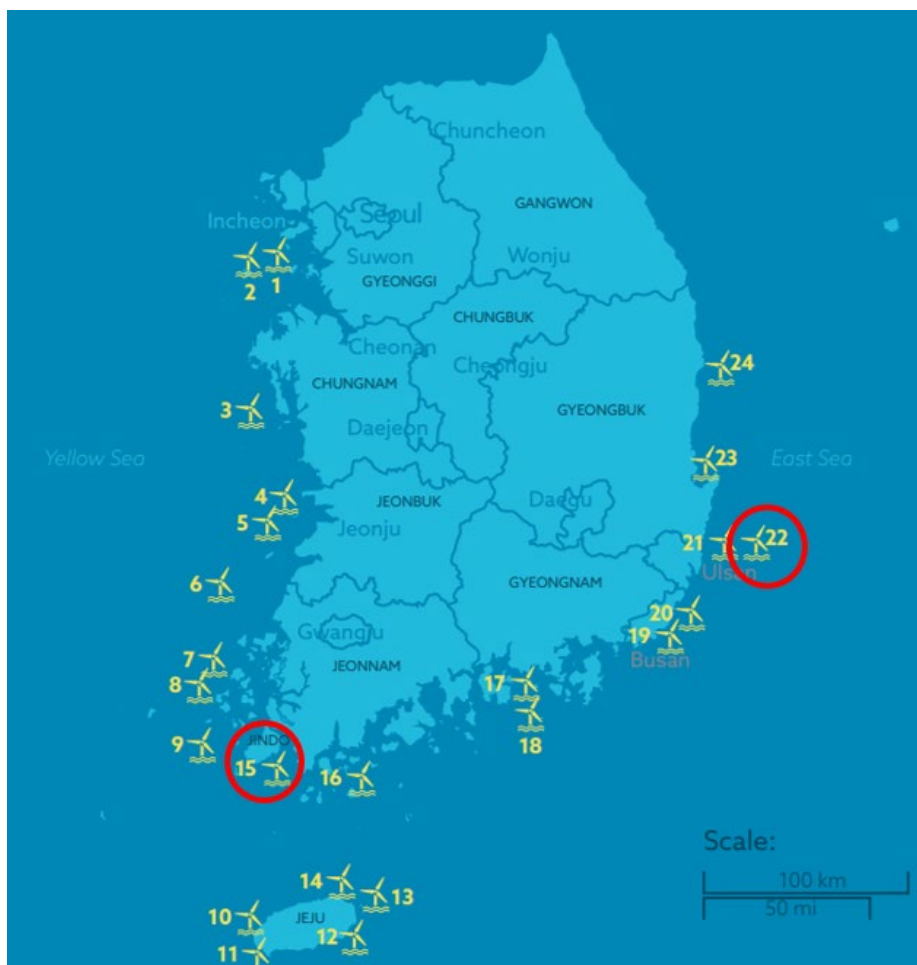 Chuncheon
GANGWON
Incheon
Seoul
Suwon
Wonju
GYEONGGI
2
1
CHUNGBUK
Cheonan
Cheongju
24
CHUNGNAM
3
GYEONGBUK
Daejeon
Yellow Sea
23
East Sea
4
JEONBUK
Daegu
5
Jeonju
21
22
Ulsan
6
GYEONGNAM
20
Gwangju
19
7
JEONNAM
Busan
8
17
9
JINDO
18
15
16
Scale:
14
13
100 km
50 mi
10
JEJU
12
11